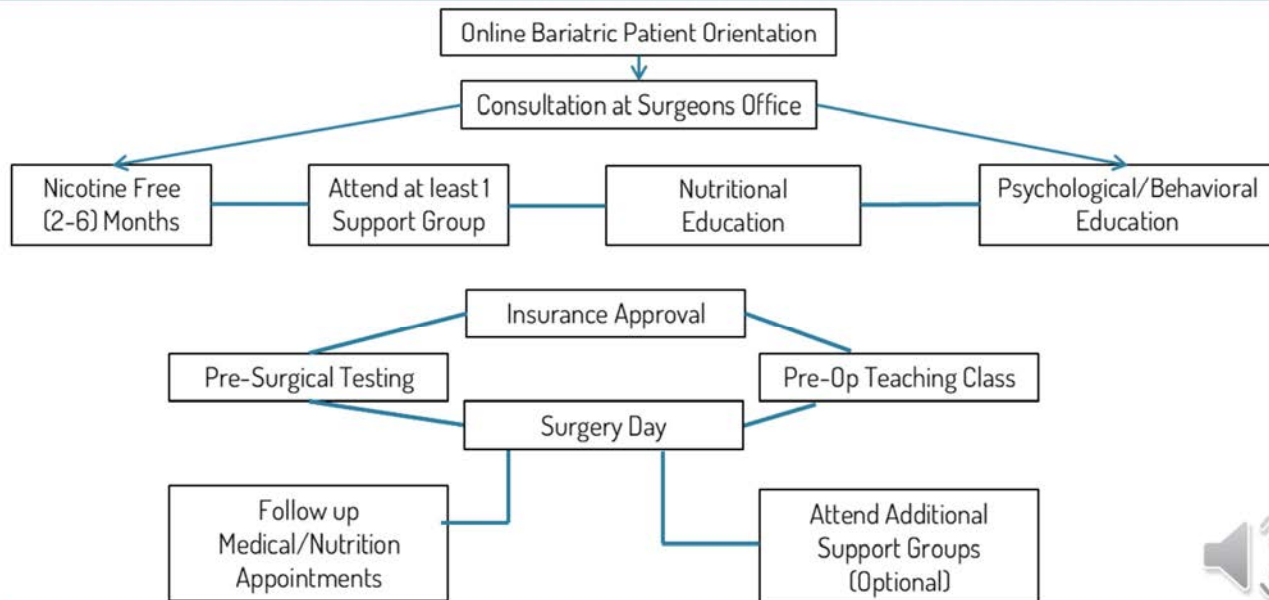 Online Bariatric Patient Orientation
Consultation at Surgeons Office
Nicotine Free
(2-6) Months
Attend at least 1
Support Group
Nutritional
Education
Psychological/Behavioral
Education
Insurance Approval
Pre-Surgical Testing
Pre-Op Teaching Class
Surgery Day
Follow up
Medical/Nutrition
Appointments
Attend Additional
Support Groups
(Optional)